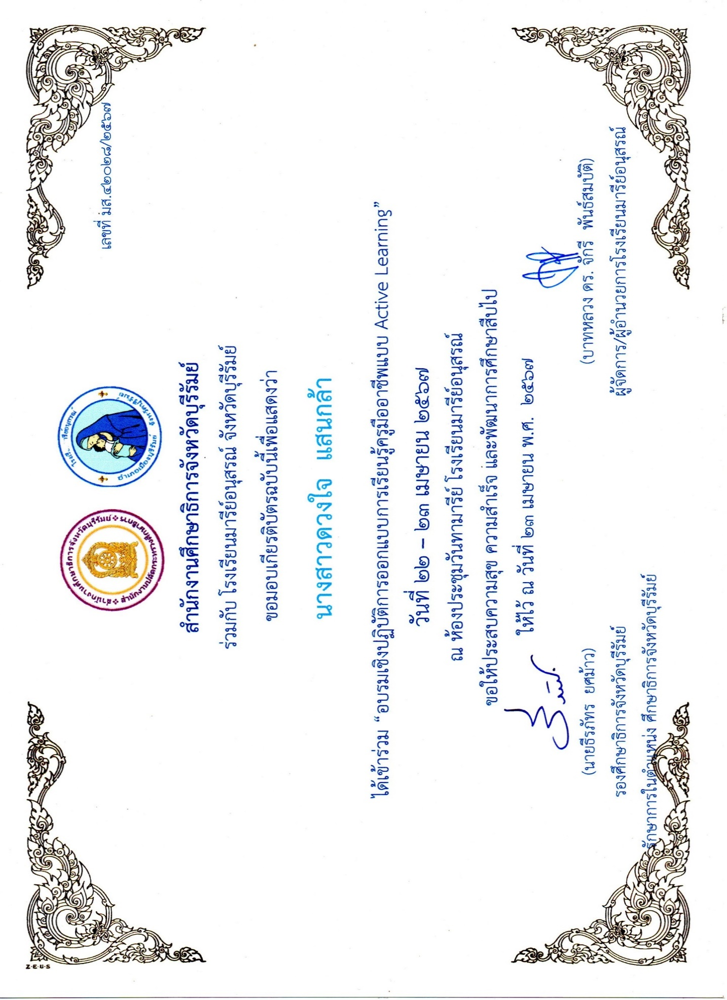 เลขที่ มส.๔๒๐๒๘/๒๕๖๗
สำนักงานศึกษาธิการจังหวัดบุรีรัมย์ ❖ สำนักงานปลัดกระทรวงศึกษาธิการ ❖
อำเภอเมืองบุรีรัมย์ จังหวัดบุรีรัมย์
สำนักงานศึกษาธิการจังหวัดบุรีรัมย์
ร่วมกับ โรงเรียนมารีย์อนุสรณ์ จังหวัดบุรีรัมย์
ขอมอบเกียรติบัตรฉบับนี้เพื่อแสดงว่า
นางสาวดวงใจ แสนกล้า
ได้เข้าร่วม “ อบรมเชิงปฏิบัติการออกแบบการเรียนรู้ครูมืออาชีพแบบ Active Learning”
วันที่ ๒๒ – ๒๓ เมษายน ๒๕๖๗
ณ ห้องประชุมวันทามารีย์ โรงเรียนมารีย์อนุสรณ์
ขอให้ประสบความสุข ความสำเร็จ และพัฒนาการศึกษาสืบไป
ให้ไว้ ณ วันที่ ๒๓ เมษายน พ.ศ. ๒๕๖๗
(นายธีรภัทร ยศม้าว)
รองศึกษาธิการจังหวัดบุรีรัมย์
รักษาการในตำแหน่ง ศึกษาธิการจังหวัดบุรีรัมย์
(บาทหลวง ดร. จักรี พันธ์สมบัติ)
ผู้จัดการ/ผู้อำนวยการโรงเรียนมารีย์อนุสรณ์
Z·E·U·S